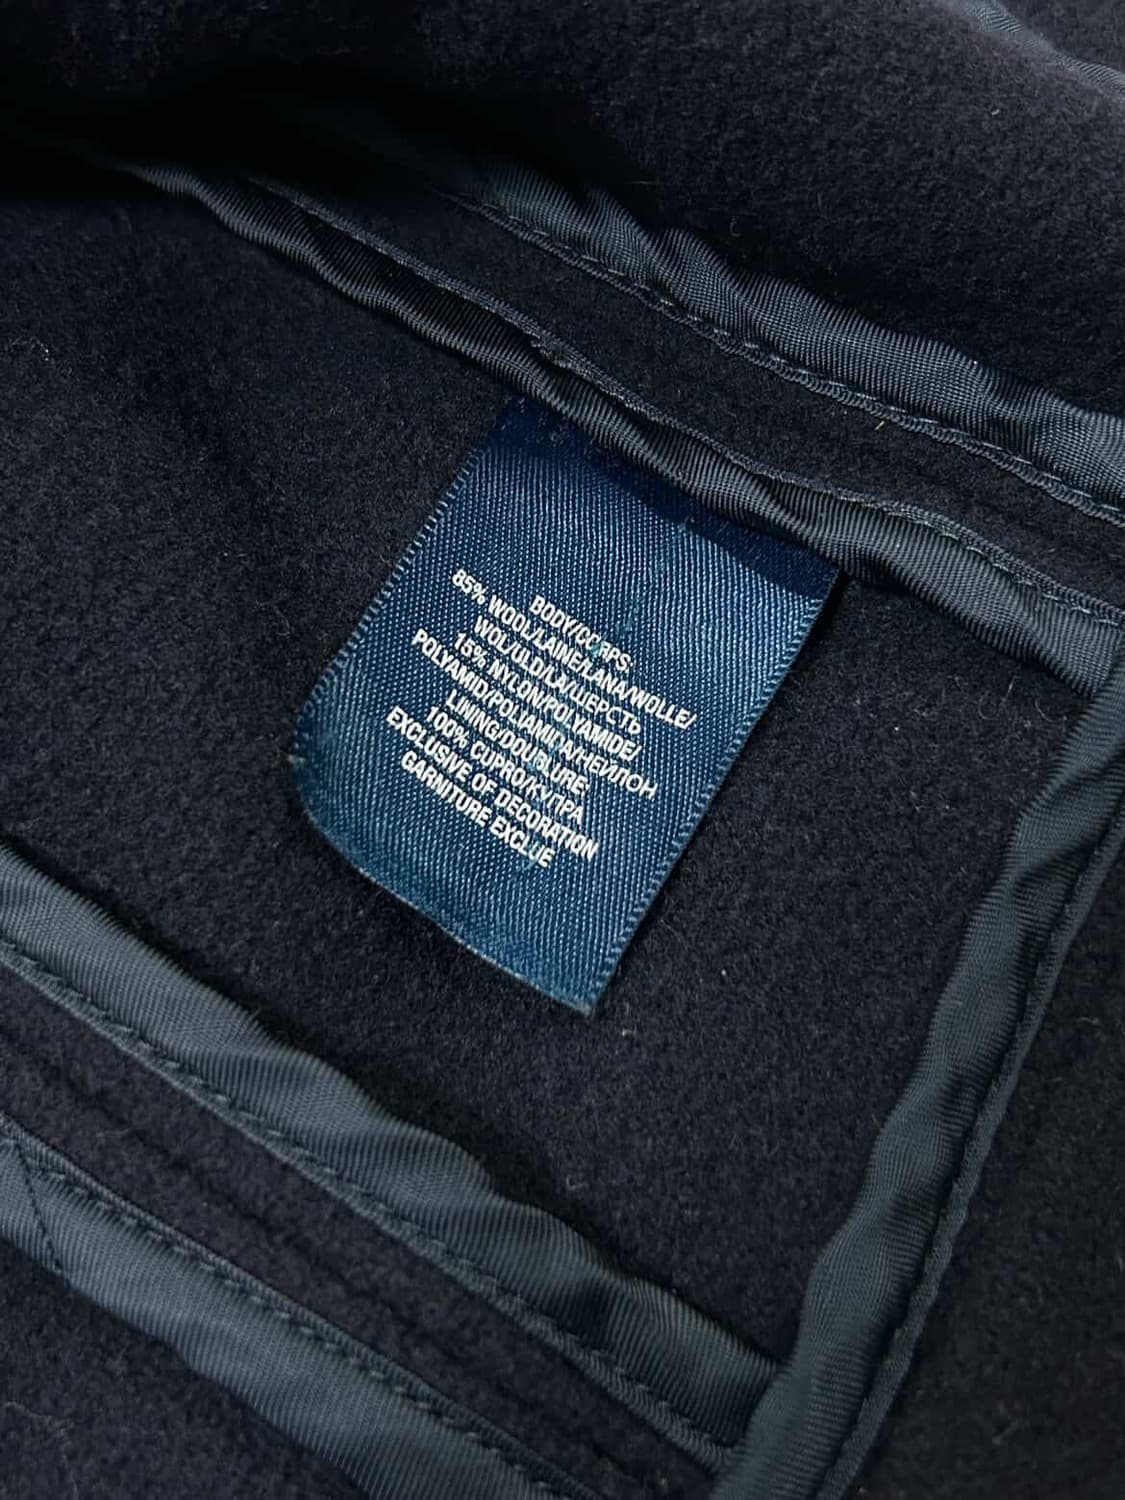 BODY/CORPS:
85% WOOL/LAINE/LANA/WOLLE/
WOL/ULD/LÃ/ШЕРСТЬ
15% NYLON/POLYAMIDE/
POLYAMID/POLIAMIDA/НЕЙЛОН
LINING/DOUBLURE:
100% CUPRO/КУПРА
EXCLUSIVE OF DECORATION
GARNITURE EXCLUE